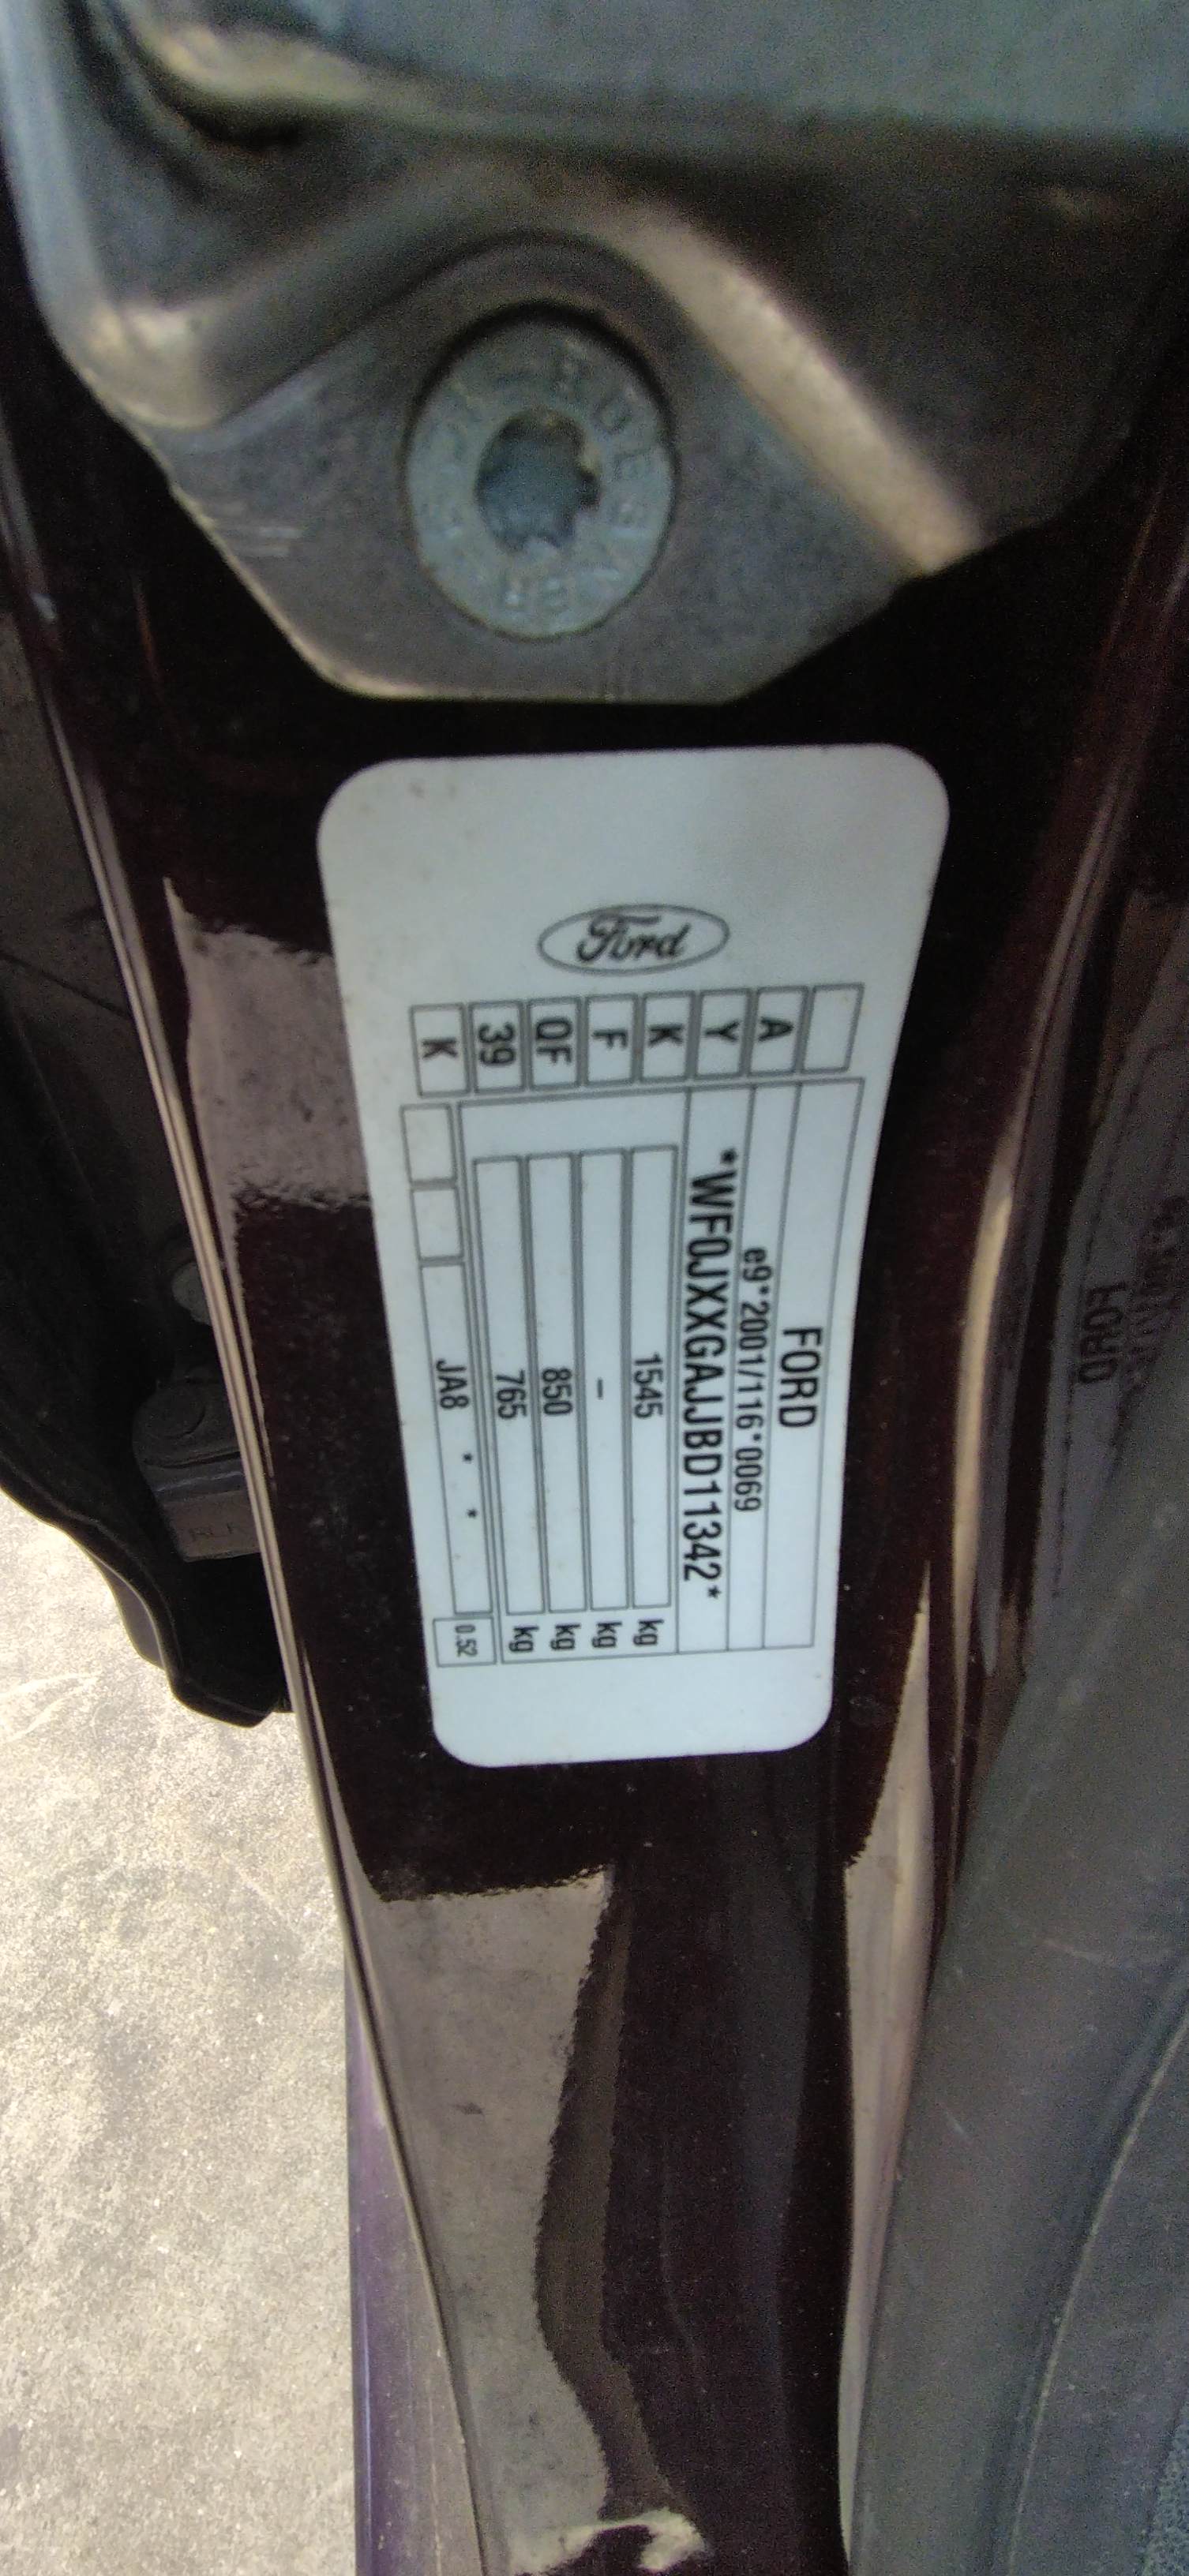 Ford
FORD
e9*2001/116*0069
*WF0JXXGAJJBD11342*
1545 kg
- kg
850 kg
765 kg
JA8 * * 0.52
A
Y
K
F
QF
39
K
FORD